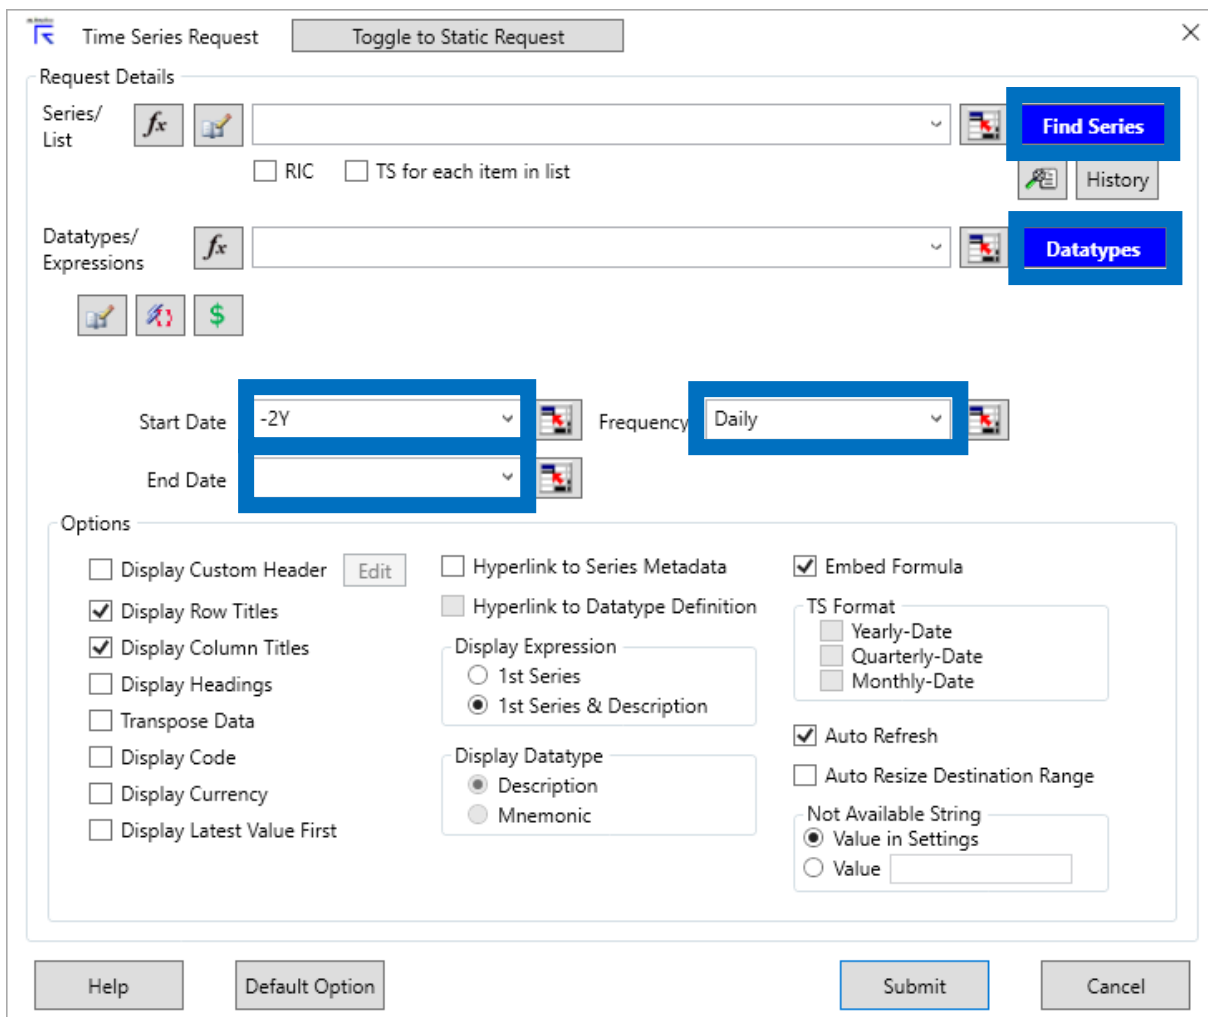 Time Series Request
Toggle to Static Request
Request Details
Series/
List
fx
Find Series
RIC
TS for each item in list
History
Datatypes/
Expressions
fx
Datatypes
$
Start Date
-2Y
Frequency
Daily
End Date
Options
Display Custom Header
Edit
Hyperlink to Series Metadata
Embed Formula
Display Row Titles
Hyperlink to Datatype Definition
TS Format
Yearly-Date
Display Column Titles
Display Expression
Quarterly-Date
1st Series
Monthly-Date
Display Headings
1st Series & Description
Transpose Data
Auto Refresh
Display Code
Display Datatype
Auto Resize Destination Range
Description
Display Currency
Mnemonic
Not Available String
Display Latest Value First
Value in Settings
Value
Help
Default Option
Submit
Cancel